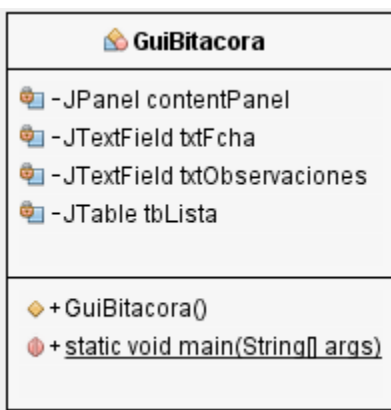 GuiBitacora
-JPanel contentPanel
-JTextField txtFcha
-JTextField txtObservaciones
-JTable tbLista
+GuiBitacora()
+static void main(String[] args)